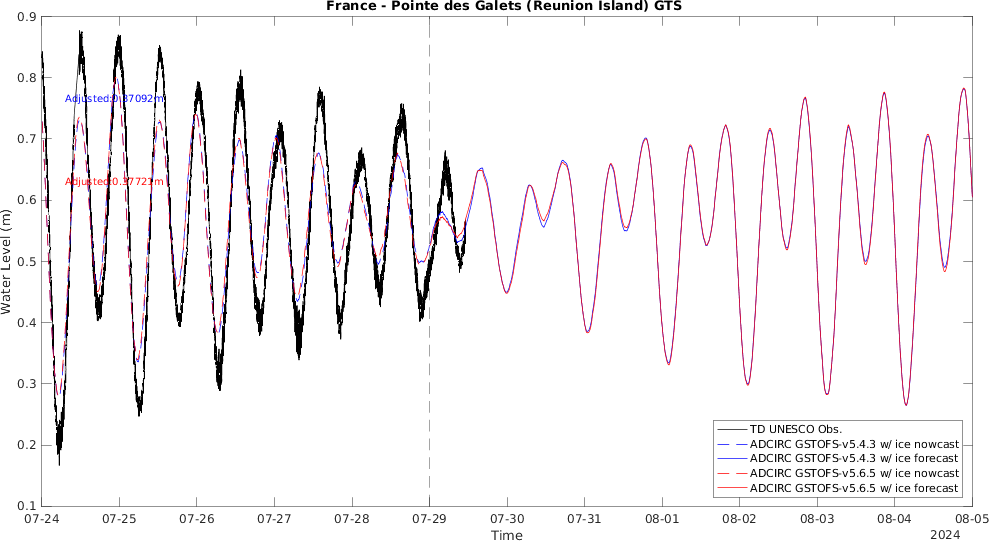 France - Pointe des Galets (Reunion Island) GTS
0.9
0.8
0.7
0.6
0.5
0.4
0.3
0.2
0.1
Water Level (m)
Adjusted:0.37092m
Adjusted:0.37721m
TD UNESCO Obs.
ADCIRC GSTOFS-v5.4.3 w/ ice nowcast
ADCIRC GSTOFS-v5.4.3 w/ ice forecast
ADCIRC GSTOFS-v5.6.5 w/ ice nowcast
ADCIRC GSTOFS-v5.6.5 w/ ice forecast
07-24 07-25 07-26 07-27 07-28 07-29 07-30 07-31 08-01 08-02 08-03 08-04 08-05
Time
2024